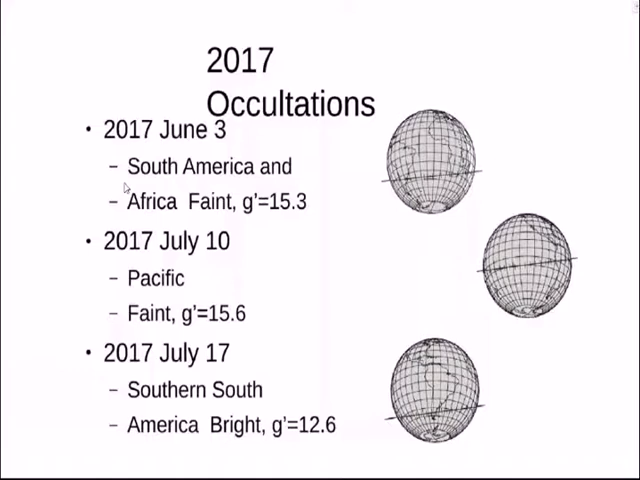 2017
Occultations
• 2017 June 3
– South America and
– Africa Faint, g’=15.3
• 2017 July 10
– Pacific
– Faint, g’=15.6
• 2017 July 17
– Southern South
– America Bright, g’=12.6